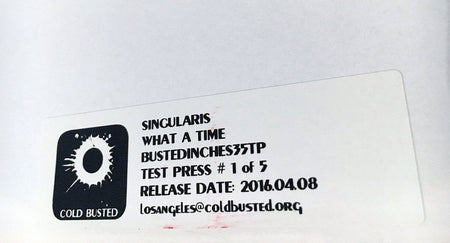 SINGULARIS
WHAT A TIME
BUSTEDINCHES35TP
TEST PRESS # 1 of 5
RELEASE DATE: 2016.04.08
LOSANGELES@COLDBUSTED.ORG
COLD BUSTED